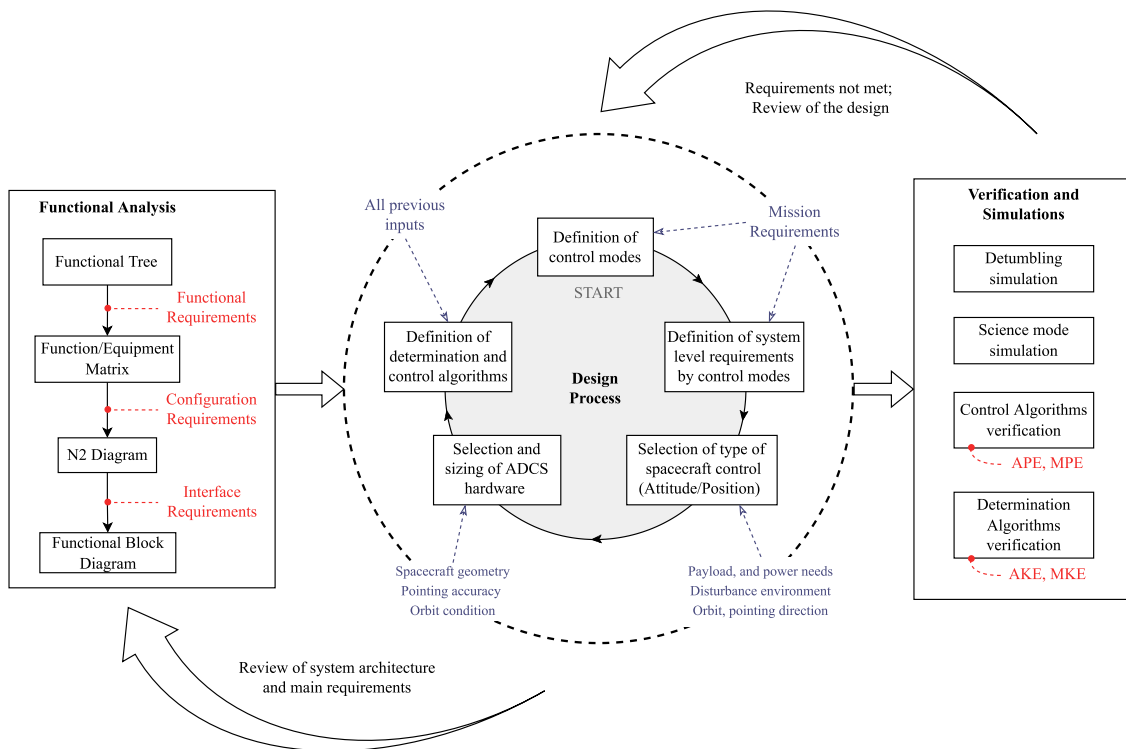 Requirements not met;
Review of the design
Functional Analysis
Functional Tree
Functional
Requirements
Function/Equipment
Matrix
Configuration
Requirements
N2 Diagram
Interface
Requirements
Functional Block
Diagram
All previous
inputs
Mission
Requirements
Definition of
control modes
START
Definition of
determination and
control algorithms
Definition of system
level requirements
by control modes
Design
Process
Selection and
sizing of ADCS
hardware
Selection of type of
spacecraft control
(Attitude/Position)
Spacecraft geometry
Pointing accuracy
Orbit condition
Payload, and power needs
Disturbance environment
Orbit, pointing direction
Verification and
Simulations
Detumbling
simulation
Science mode
simulation
Control Algorithms
verification
APE, MPE
Determination
Algorithms
verification
AKE, MKE
Review of system architecture
and main requirements